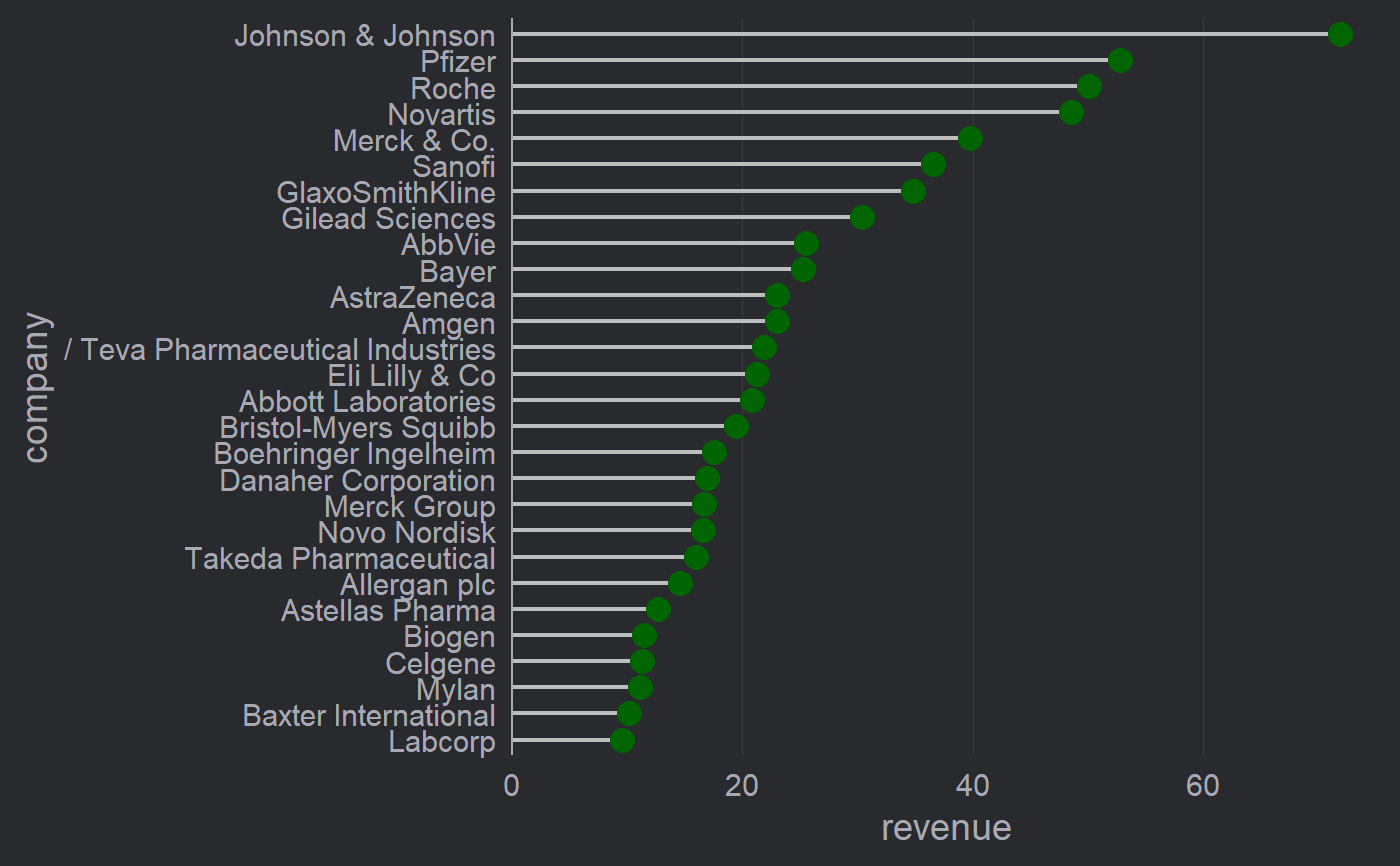 Johnson & Johnson
Pfizer
Roche
Novartis
Merck & Co.
Sanofi
GlaxoSmithKline
Gilead Sciences
AbbVie
Bayer
AstraZeneca
Amgen
/ Teva Pharmaceutical Industries
Eli Lilly & Co
Abbott Laboratories
Bristol-Myers Squibb
Boehringer Ingelheim
Danaher Corporation
Merck Group
Novo Nordisk
Takeda Pharmaceutical
Allergan plc
Astellas Pharma
Biogen
Celgene
Mylan
Baxter International
Labcorp
company
0 20 40 60
revenue